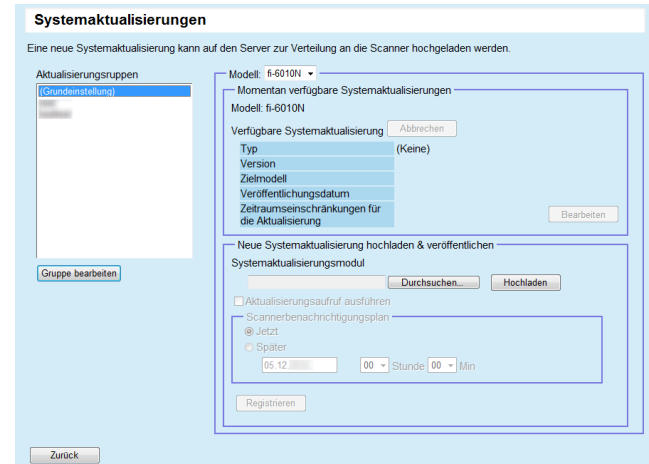 Systemaktualisierungen
Eine neue Systemaktualisierung kann auf den Server zur Verteilung an die Scanner hochgeladen werden.
Aktualisierungsruppen
(Grundeinstellung)
Gruppe bearbeiten
Modell: fi-6010N
Momentan verfügbare Systemaktualisierungen
Modell: fi-6010N
Verfügbare Systemaktualisierung Abbrechen
Typ (Keine)
Version
Zielmodell
Veröffentlichungsdatum
Zeitraumseinschränkungen für
die Aktualisierung
Bearbeiten
Neue Systemaktualisierung hochladen & veröffentlichen
Systemaktualisierungsmodul
Durchsuchen... Hochladen
Aktualisierungsaufruf ausführen
Scannerbenachrichtigungsplan
Jetzt
Später
05.12. 00 Stunde 00 Min
Registrieren
Zurück